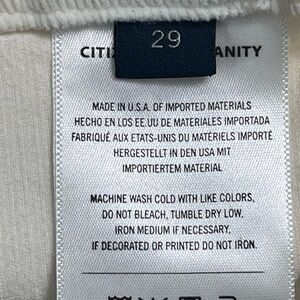 29
CITI ANITY
MADE IN U.S.A. OF IMPORTED MATERIALS
HECHO EN LOS EE.UU DE MATERIALES IMPORTADA
FABRIQUÉ AUX ETATS-UNIS DU MATÉRIELS IMPORTÉ
HERGESTELLT IN DEN USA MIT
IMPORTIERTEM MATERIAL
MACHINE WASH COLD WITH LIKE COLORS,
DO NOT BLEACH, TUMBLE DRY LOW,
IRON MEDIUM IF NECESSARY,
IF DECORATED OR PRINTED DO NOT IRON.